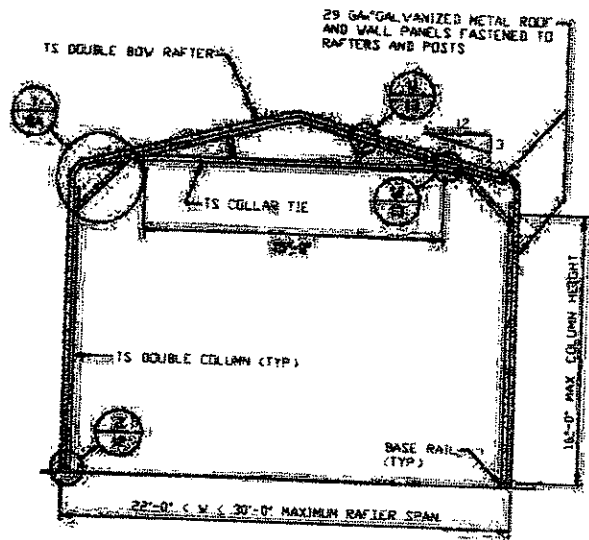 29 GA GALVANIZED METAL ROOF
AND WALL PANELS FASTENED TO
RAFTERS AND POSTS
TS DOUBLE BOW RAFTER
12
3
TS COLLAR TIE
TS DOUBLE COLUMN (TYP)
MAX COLUMN HEIGHT
BASE RAIL
(TYP)
22'-0" < W < 30'-0" MAXIMUM RAFTER SPAN